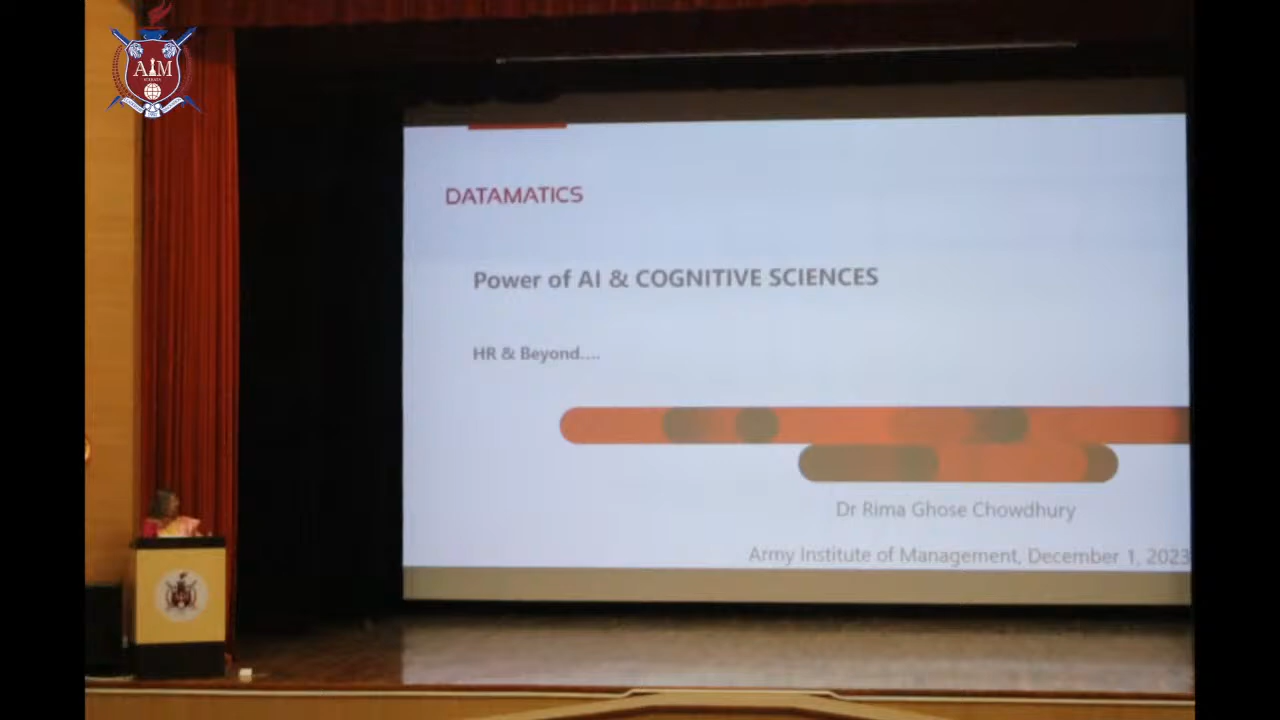 AIM
DATAMATICS
Power of AI & COGNITIVE SCIENCES
HR & Beyond....
Dr Rima Ghose Chowdhury
Army Institute of Management, December 1, 2023